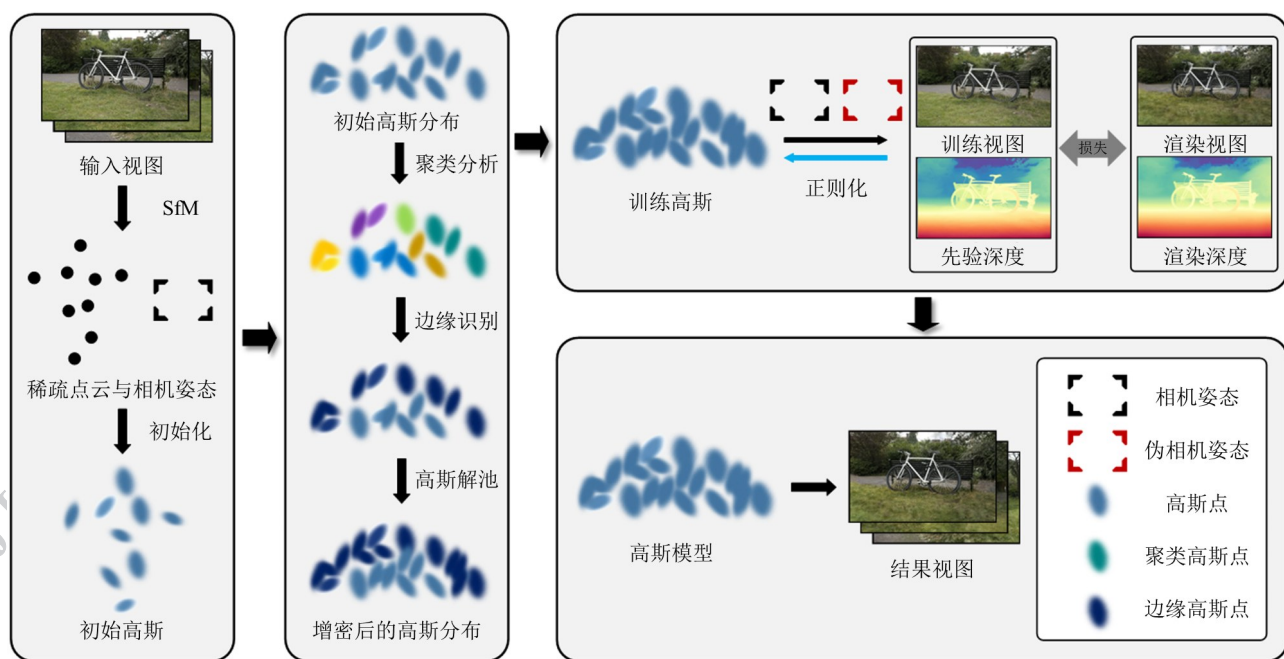 输入视图
SfM
稀疏点云与相机姿态
初始化
初始高斯
初始高斯分布
聚类分析
边缘识别
高斯解池
增密后的高斯分布
训练高斯
正则化
训练视图
先验深度
损失
渲染视图
渲染深度
高斯模型
结果视图
相机姿态
伪相机姿态
高斯点
聚类高斯点
边缘高斯点